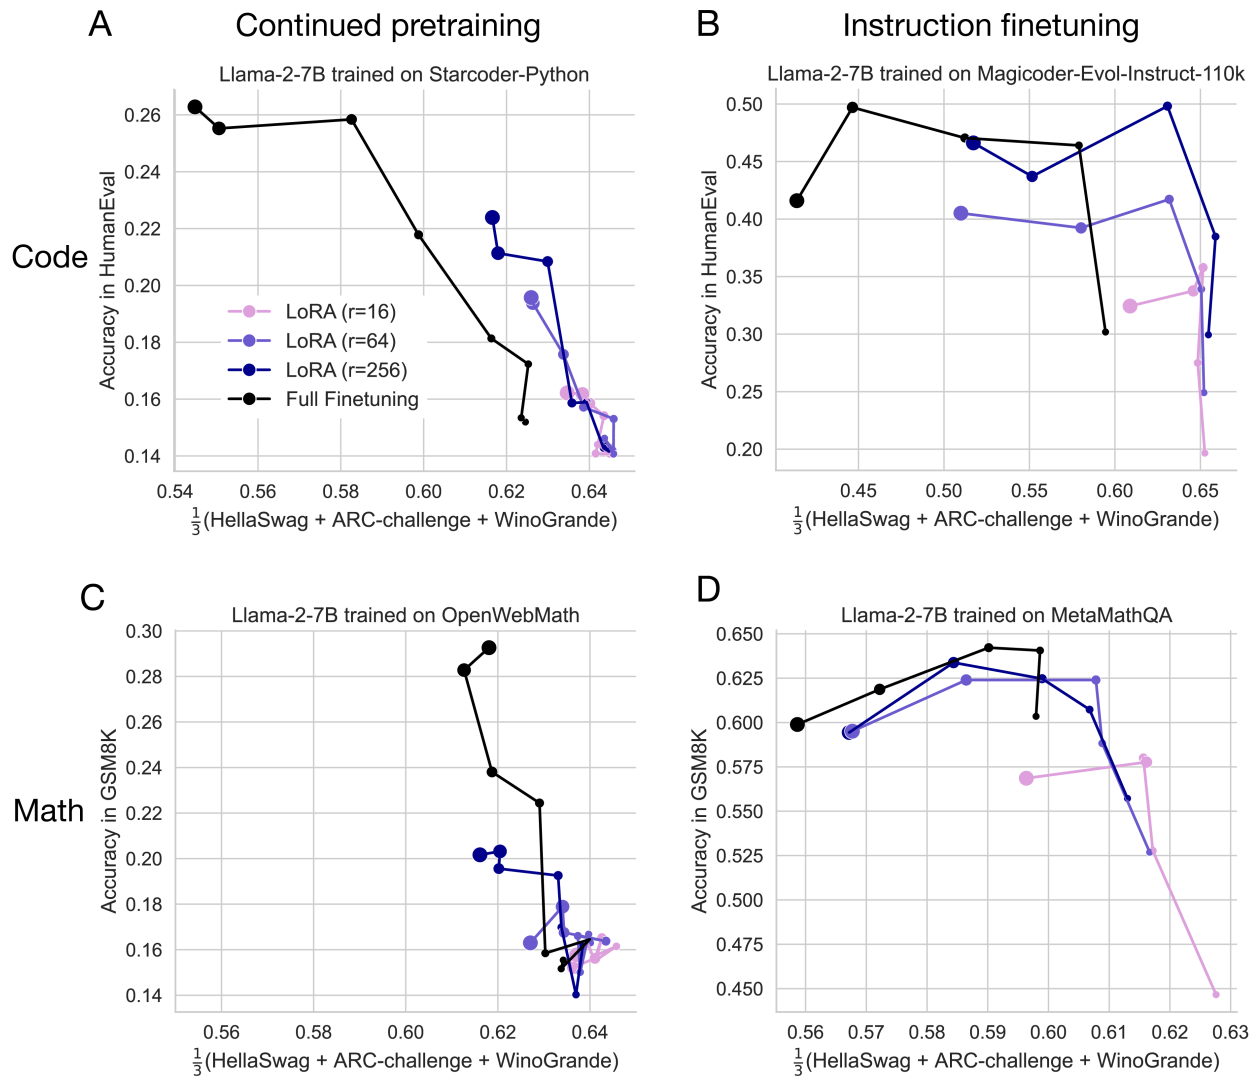 A
Continued pretraining
B
Instruction finetuning
Code
Llama-2-7B trained on Starcoder-Python
Accuracy in HumanEval
0.26
0.24
0.22
0.20
0.18
0.16
0.14
LoRA (r=16)
LoRA (r=64)
LoRA (r=256)
Full Finetuning
0.54 0.56 0.58 0.60 0.62 0.64
1/3(HellaSwag + ARC-challenge + WinoGrande)
Llama-2-7B trained on Magicoder-Evol-Instruct-110k
Accuracy in HumanEval
0.50
0.45
0.40
0.35
0.30
0.25
0.20
0.45 0.50 0.55 0.60 0.65
1/3(HellaSwag + ARC-challenge + WinoGrande)
Math
C
Llama-2-7B trained on OpenWebMath
Accuracy in GSM8K
0.30
0.28
0.26
0.24
0.22
0.20
0.18
0.16
0.14
0.56 0.58 0.60 0.62 0.64
1/3(HellaSwag + ARC-challenge + WinoGrande)
D
Llama-2-7B trained on MetaMathQA
Accuracy in GSM8K
0.650
0.625
0.600
0.575
0.550
0.525
0.500
0.475
0.450
0.56 0.57 0.58 0.59 0.60 0.61 0.62 0.63
1/3(HellaSwag + ARC-challenge + WinoGrande)